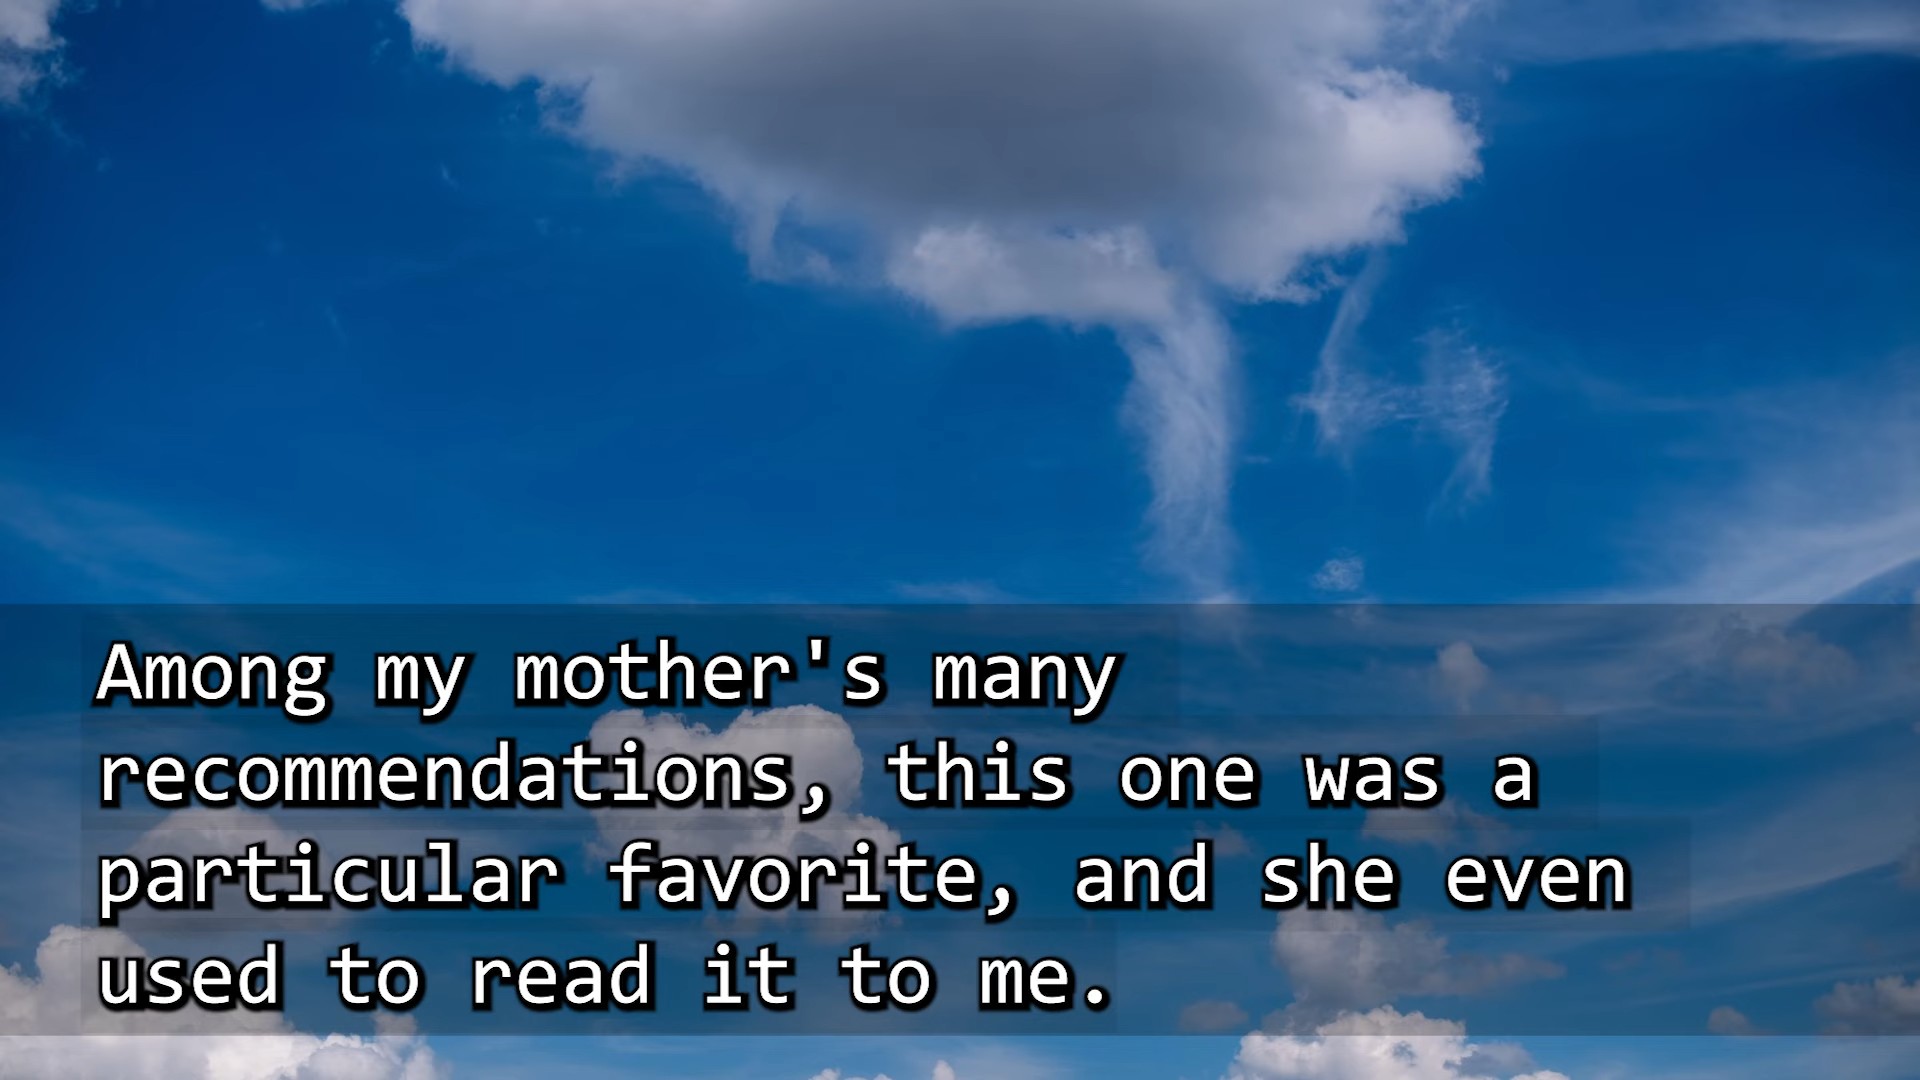 Among my mother's many
recommendations, this one was a
particular favorite, and she even
used to read it to me.